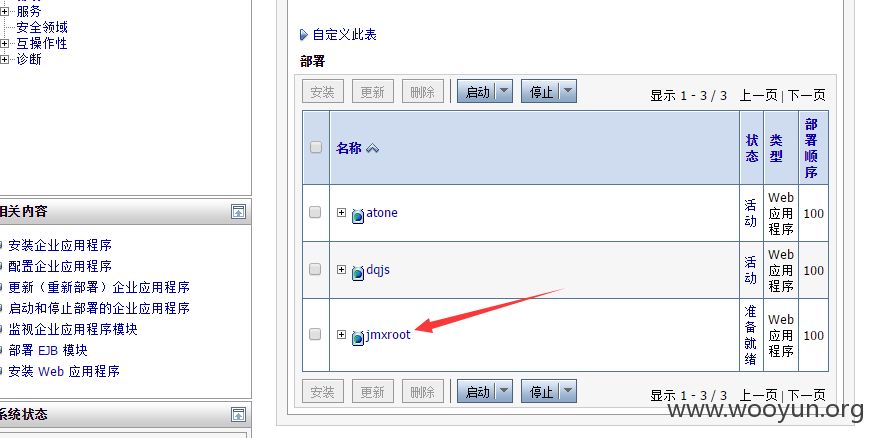 服务
安全领域
互操作性
诊断
相关内容
安装企业应用程序
配置企业应用程序
更新（重新部署）企业应用程序
启动和停止部署的企业应用程序
监视企业应用程序模块
部署 EJB 模块
安装 Web 应用程序
系统状态
自定义此表
部署
安装 更新 删除 启动 停止 显示 1 - 3 / 3 上一页 | 下一页
名称 状态 类型 部署顺序
atone 活动 Web 应用程序 100
dqjs 活动 Web 应用程序 100
jmxroot 准备就绪 Web 应用程序 100
安装 更新 删除 启动 停止 显示 1 - 3 / 3 上一页 | 下一页
www.wooyun.org